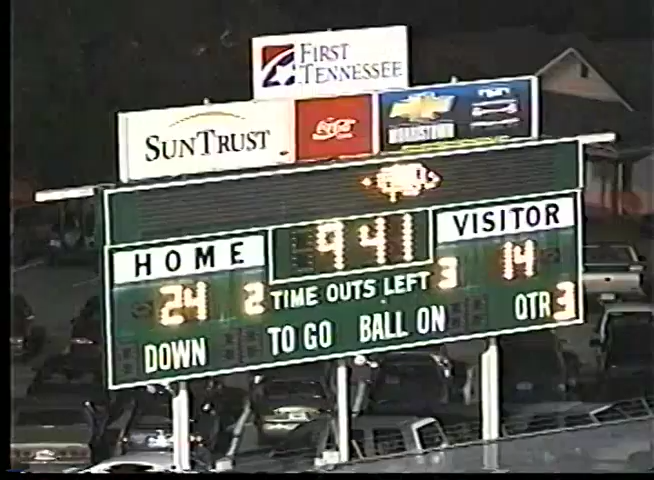 FIRST
TENNESSEE
SUNTRUST
Coca-Cola
HOME 9 41 VISITOR
24 2 TIME OUTS LEFT 3 14
DOWN TO GO BALL ON QTR 3